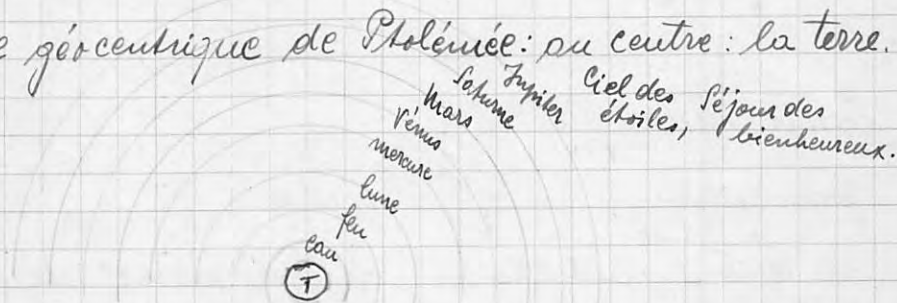 e géocentrique de Ptolémée: au centre: la terre.
Ciel des étoiles,
Séjour des bienheureux.
Jupiter
Saturne
Mars
Vénus
mercure
lune
feu
eau
T